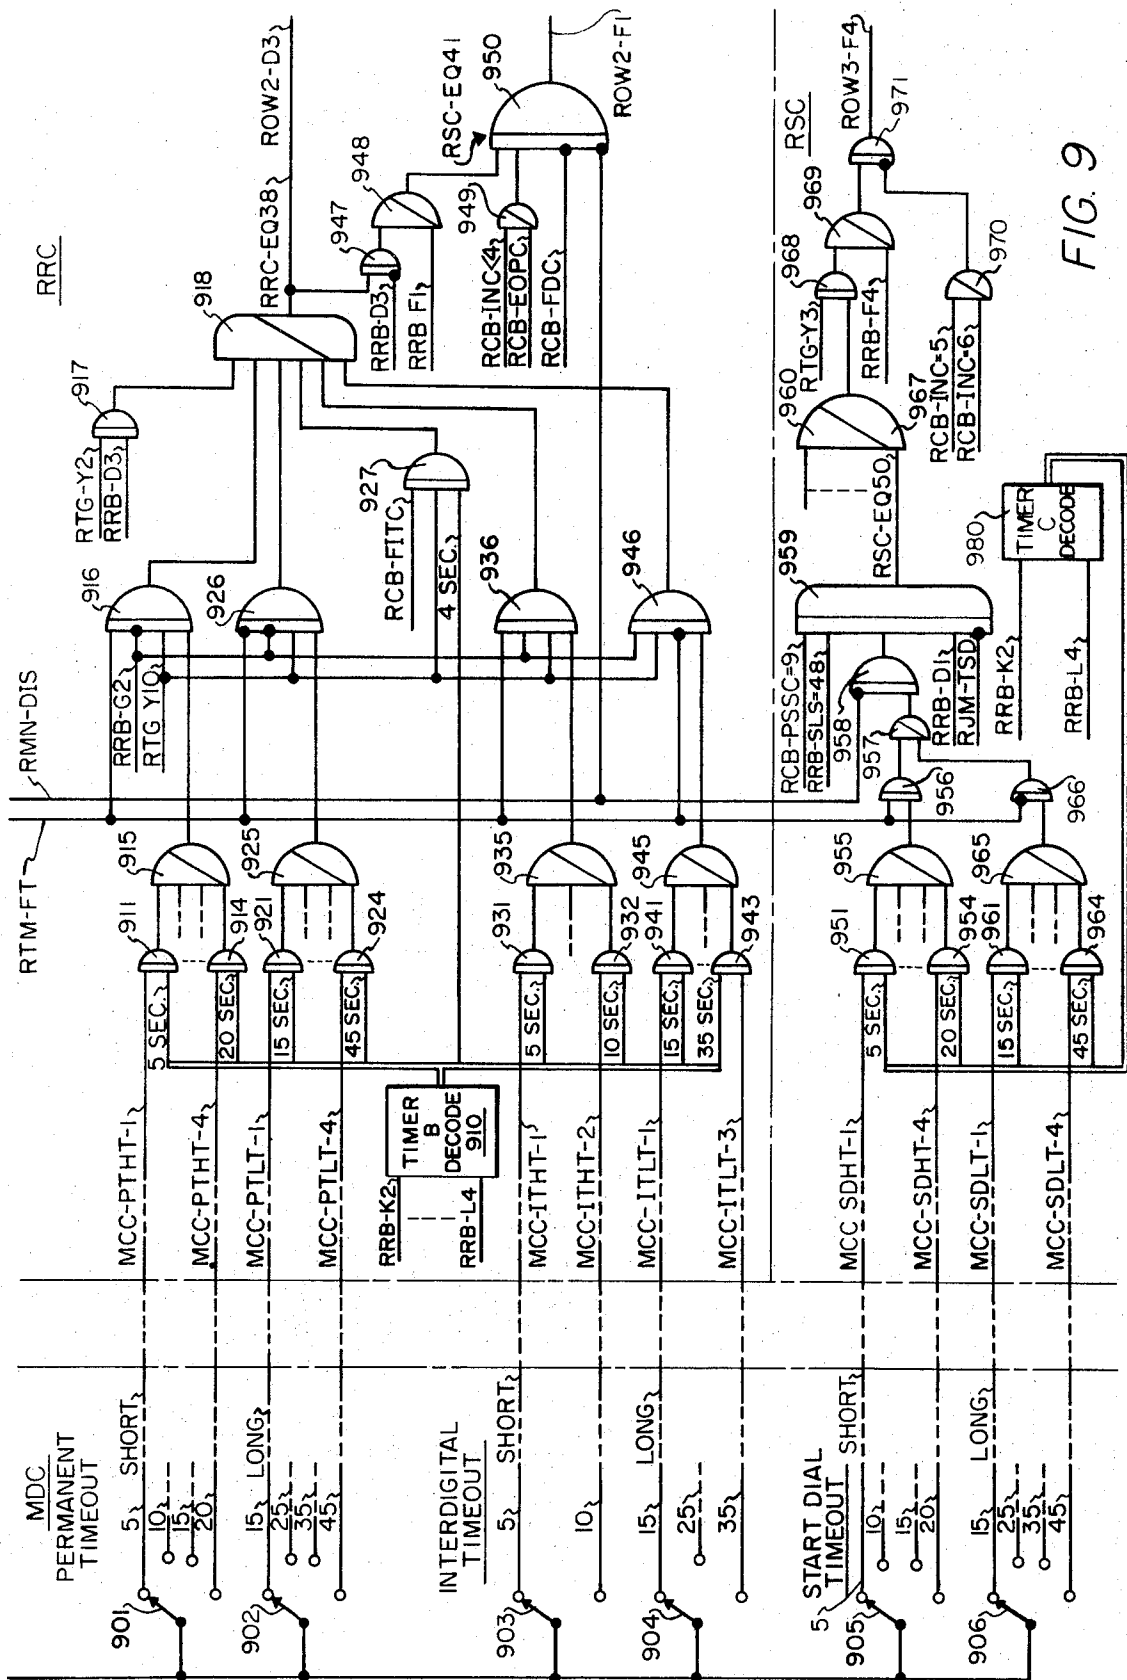 RRC
RTM-FT
RMN-DIS
MDC
PERMANENT
TIMEOUT
901
5
SHORT
10
15
20
902
15
LONG
25
35
45
MCC-PTHT-1
MCC-PTHT-4
MCC-PTLT-1
MCC-PTLT-4
5 SEC.
20 SEC.
15 SEC.
45 SEC.
911
914
921
924
915
925
RRB-G2
RTG Y10
916
926
RTG-Y2
RRB-D3
917
918
RRC-EQ38
ROW2-D3
RCB-FITC
4 SEC.
927
RRB-D3
947
RRB F1
948
RCB-INC<4
RCB-EOPC
949
RCB-FDC
RSC-EQ41
950
ROW2-F1
RRB-K2
RRB-L4
TIMER
B
DECODE
910
INTERDIGITAL
TIMEOUT
903
5
SHORT
10
904
15
LONG
25
35
MCC-ITHT-1
MCC-ITHT-2
MCC-ITLT-1
MCC-ITLT-3
5 SEC.
10 SEC.
15 SEC.
35 SEC.
931
932
941
943
935
945
936
946
START DIAL
TIMEOUT
905
5
SHORT
10
15
20
906
15
LONG
25
35
45
MCC SDHT-1
MCC-SDHT-4
MCC-SDLT-1
MCC-SDLT-4
5 SEC.
20 SEC.
15 SEC.
45 SEC.
951
954
961
964
955
965
956
966
957
958
RCB-PSSC=9
RRB-SLS=48
RRB-D1
RJM-TSD
959
RSC-EQ50
960
967
RTG-Y3
968
RRB-F4
969
RCB-INC=5
RCB-INC=6
970
971
RSC
ROW3-F4
RRB-K2
RRB-L4
980
TIMER
C
DECODE
FIG. 9